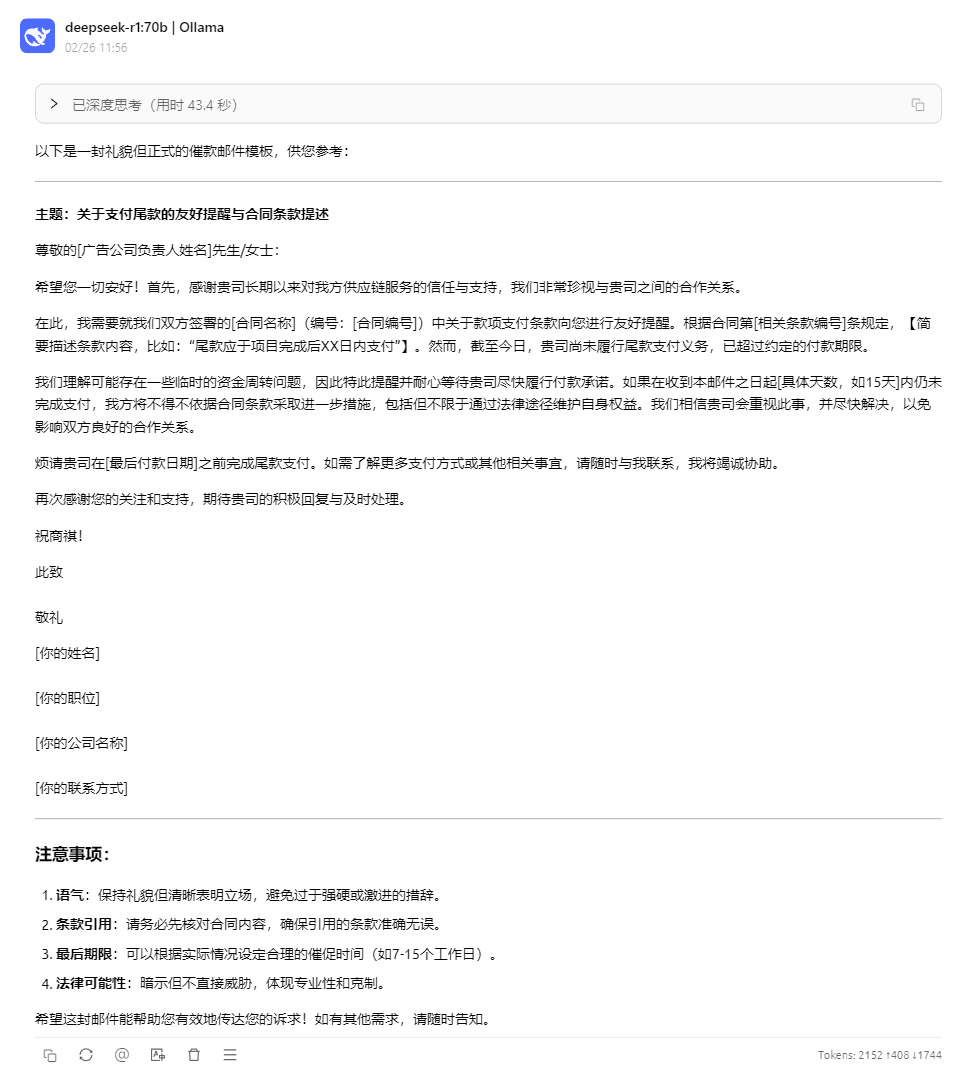 deepseek-r1:70b | Ollama
02/26 11:56
已深度思考（用时 43.4 秒）
以下是一封礼貌但正式的催款邮件模板，供您参考：
主题：关于支付尾款的友好提醒与合同条款提述
尊敬的[广告公司负责人姓名]先生/女士：
希望您一切安好！首先，感谢贵司长期以来对我方供应链服务的信任与支持，我们非常珍视与贵司之间的合作关系。
在此，我需要就我们双方签署的[合同名称]（编号：[合同编号]）中关于款项支付条款向您进行友好提醒。根据合同第[相关条款编号]条规定，【简
要描述条款内容，比如：“尾款应于项目完成后XX日内支付”】。然而，截至今日，贵司尚未履行尾款支付义务，已超过约定的付款期限。
我们理解可能存在一些临时的资金周转问题，因此特此提醒并耐心等待贵司尽快履行付款承诺。如果在收到本邮件之日起[具体天数，如15天]内仍未
完成支付，我方将不得不依据合同条款采取进一步措施，包括但不限于通过法律途径维护自身权益。我们相信贵司会重视此事，并尽快解决，以免
影响双方良好的合作关系。
烦请贵司在[最后付款日期]之前完成尾款支付。如需了解更多支付方式或其他相关事宜，请随时与我联系，我将竭诚协助。
再次感谢您的关注和支持，期待贵司的积极回复与及时处理。
祝商祺！
此致
敬礼
[你的姓名]
[你的职位]
[你的公司名称]
[你的联系方式]
注意事项：
1. 语气：保持礼貌但清晰表明立场，避免过于强硬或激进的措辞。
2. 条款引用：请务必先核对合同内容，确保引用的条款准确无误。
3. 最后期限：可以根据实际情况设定合理的催促时间（如7-15个工作日）。
4. 法律可能性：暗示但不直接威胁，体现专业性和克制。
希望这封邮件能帮助您有效地传达您的诉求！如有其他需求，请随时告知。
Tokens: 2152 ↑408 ↓1744